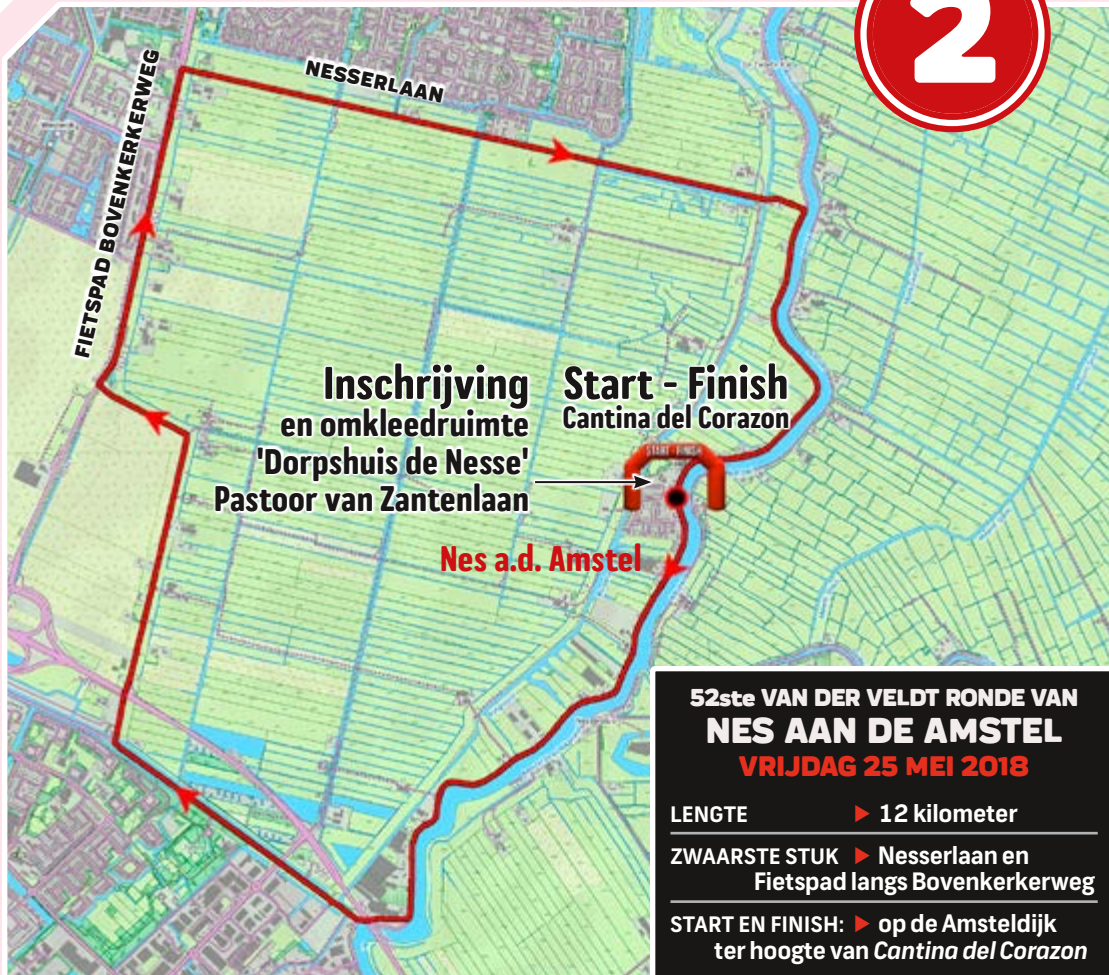 2
FIETSPAD BOVENKERKERWEG
NESSERLAAN
Inschrijving
en omkleedruimte
'Dorpshuis de Nesse'
Pastoor van Zantenlaan
Start - Finish
Cantina del Corazon
START - FINISH
Nes a.d. Amstel
52ste VAN DER VELDT RONDE VAN
NES AAN DE AMSTEL
VRIJDAG 25 MEI 2018
LENGTE ▶ 12 kilometer
ZWAARSTE STUK ▶ Nesserlaan en
Fietspad langs Bovenkerkerweg
START EN FINISH: ▶ op de Amsteldijk
ter hoogte van Cantina del Corazon